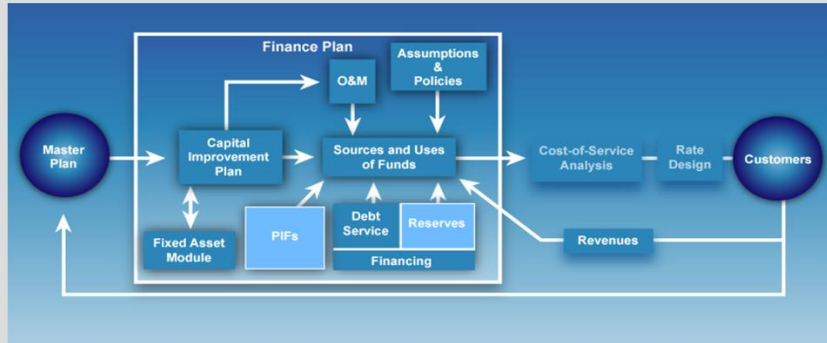 Finance Plan
Assumptions
&
Policies
O&M
Master
Plan
Capital
Improvement
Plan
Sources and Uses
of Funds
Cost-of-Service
Analysis
Rate
Design
Customers
Fixed Asset
Module
PIFs
Debt
Service
Reserves
Financing
Revenues